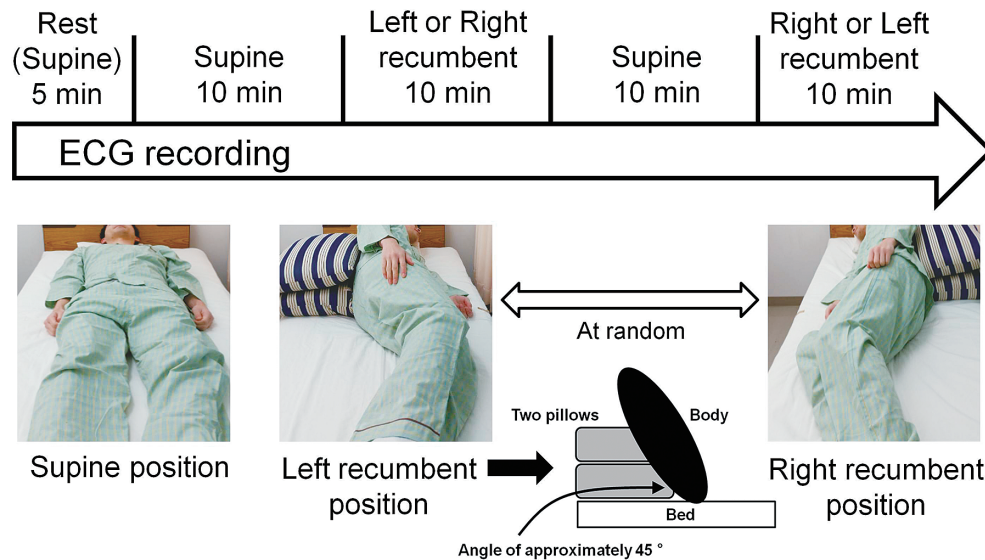 Rest
(Supine)
5 min
Supine
10 min
Left or Right
recumbent
10 min
Supine
10 min
Right or Left
recumbent
10 min
ECG recording
At random
Two pillows
Body
Bed
Angle of approximately 45 °
Supine position
Left recumbent
position
Right recumbent
position